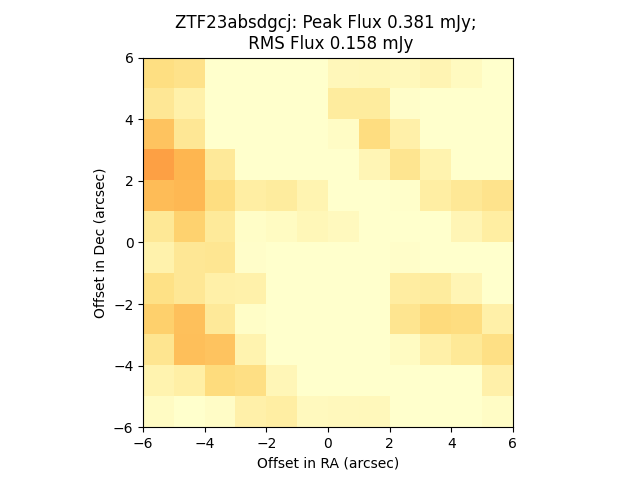 ZTF23absdgcj: Peak Flux 0.381 mJy;
RMS Flux 0.158 mJy
6
4
2
0
−2
−4
−6
Offset in Dec (arcsec)
−6 −4 −2 0 2 4 6
Offset in RA (arcsec)